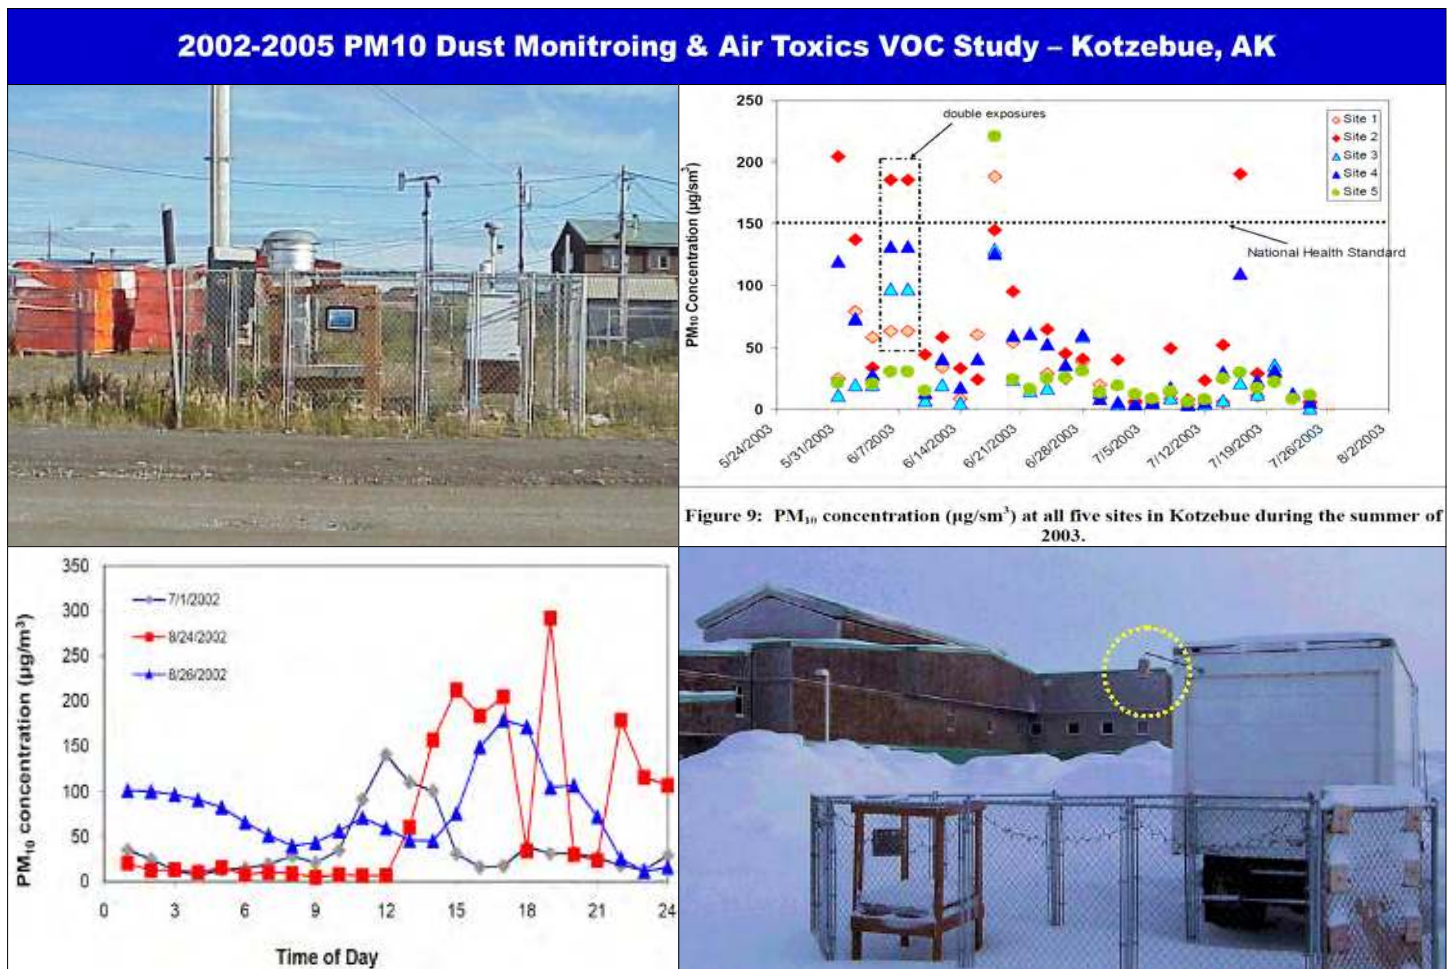 2002-2005 PM10 Dust Monitroing & Air Toxics VOC Study – Kotzebue, AK
250
200
150
100
50
0
PM₁₀ Concentration (µg/sm³)
double exposures
Site 1
Site 2
Site 3
Site 4
Site 5
National Health Standard
5/24/2003
5/31/2003
6/7/2003
6/14/2003
6/21/2003
6/28/2003
7/5/2003
7/12/2003
7/19/2003
7/26/2003
8/2/2003
Figure 9: PM₁₀ concentration (µg/sm³) at all five sites in Kotzebue during the summer of
2003.
350
300
250
200
150
100
50
0
PM₁₀ concentration (µg/m³)
7/1/2002
8/24/2002
8/26/2002
0 3 6 9 12 15 18 21 24
Time of Day